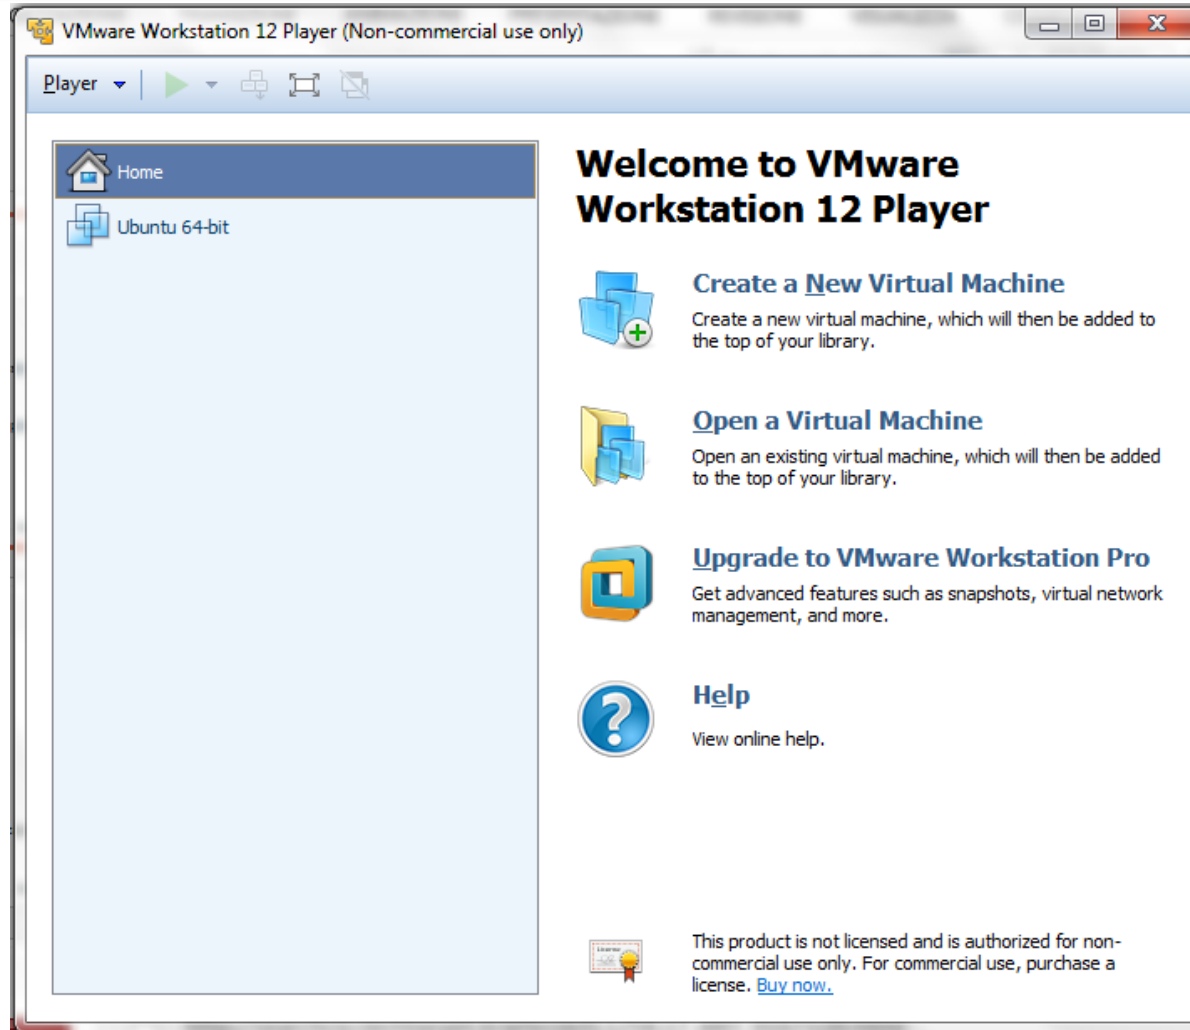 VMware Workstation 12 Player (Non-commercial use only)
Player
Home
Ubuntu 64-bit
Welcome to VMware
Workstation 12 Player
Create a New Virtual Machine
Create a new virtual machine, which will then be added to
the top of your library.
Open a Virtual Machine
Open an existing virtual machine, which will then be added
to the top of your library.
Upgrade to VMware Workstation Pro
Get advanced features such as snapshots, virtual network
management, and more.
Help
View online help.
This product is not licensed and is authorized for non-
commercial use only. For commercial use, purchase a
license. Buy now.